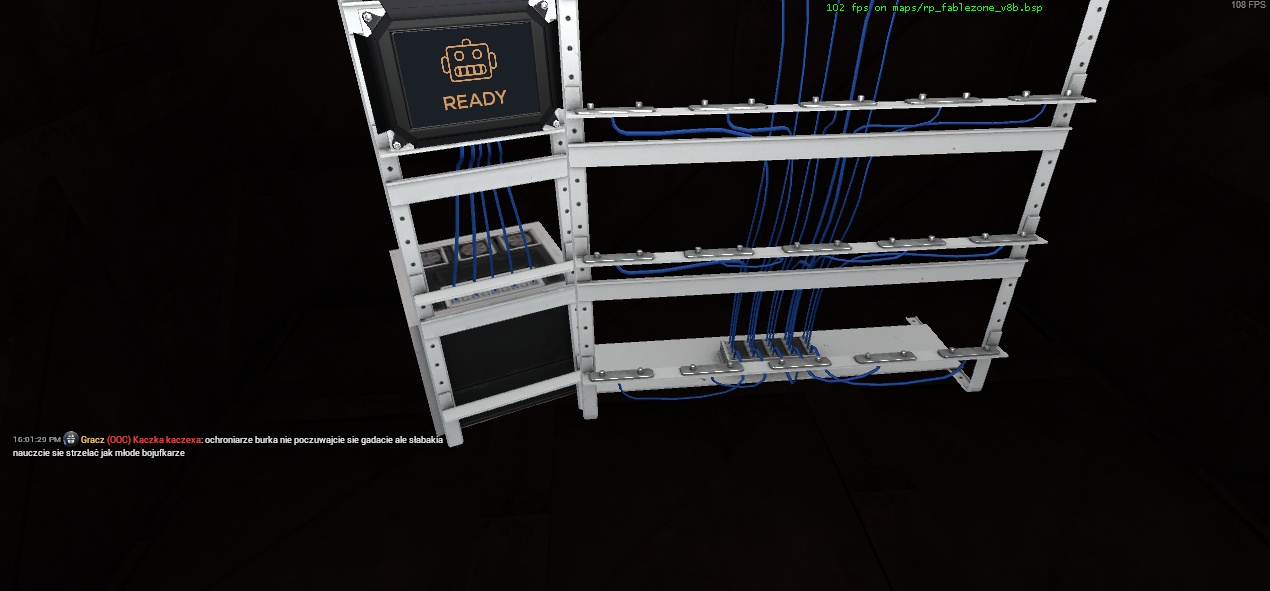 102 fps on maps/rp_fablezone_v8b.bsp
108 FPS
READY
16:01:29 PM Gracz (OOC) Kaczka kaczexa: ochroniarze burka nie poczuwajcie sie gadacie ale słabakia
nauczcie sie strzelać jak młode bojufkarze